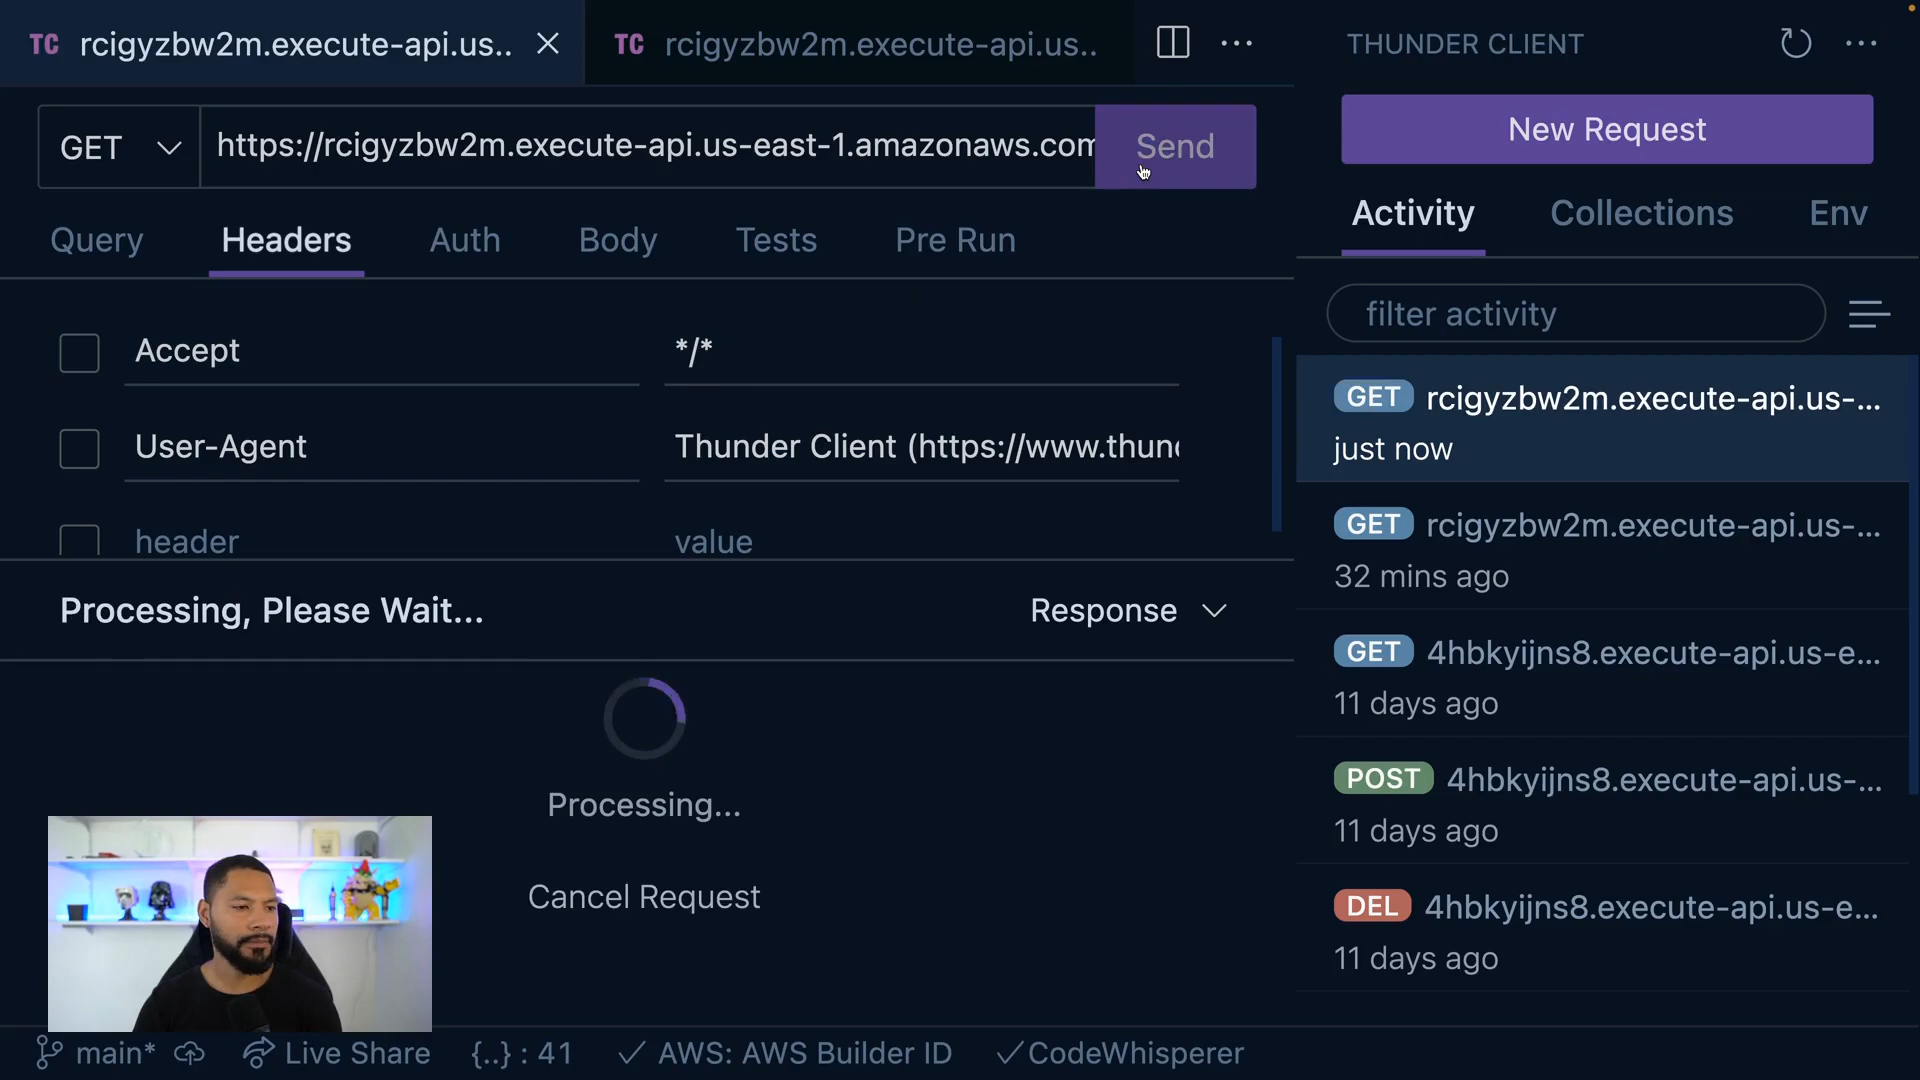 TC rcigyzbw2m.execute-api.us..
TC rcigyzbw2m.execute-api.us..
THUNDER CLIENT
GET
https://rcigyzbw2m.execute-api.us-east-1.amazonaws.com
Send
New Request
Query Headers Auth Body Tests Pre Run
Activity Collections Env
Accept */*
User-Agent Thunder Client (https://www.thun
header value
filter activity
GET rcigyzbw2m.execute-api.us-...
just now
GET rcigyzbw2m.execute-api.us-...
32 mins ago
GET 4hbkyijns8.execute-api.us-e...
11 days ago
POST 4hbkyijns8.execute-api.us-...
11 days ago
DEL 4hbkyijns8.execute-api.us-e...
11 days ago
Processing, Please Wait...
Response
Processing...
Cancel Request
main* Live Share {..} : 41 AWS: AWS Builder ID CodeWhisperer